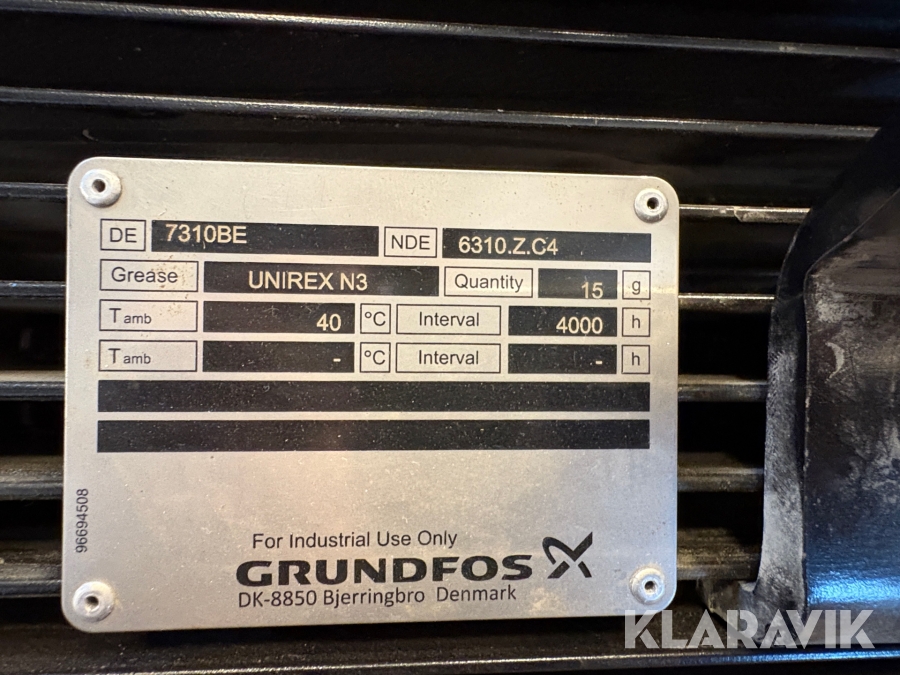 DE 7310BE NDE 6310.Z.C4
Grease UNIREX N3 Quantity 15 g
Tamb 40 °C Interval 4000 h
Tamb - °C Interval - h
96694508
For Industrial Use Only
GRUNDFOS
DK-8850 Bjerringbro Denmark
KLARAVIK